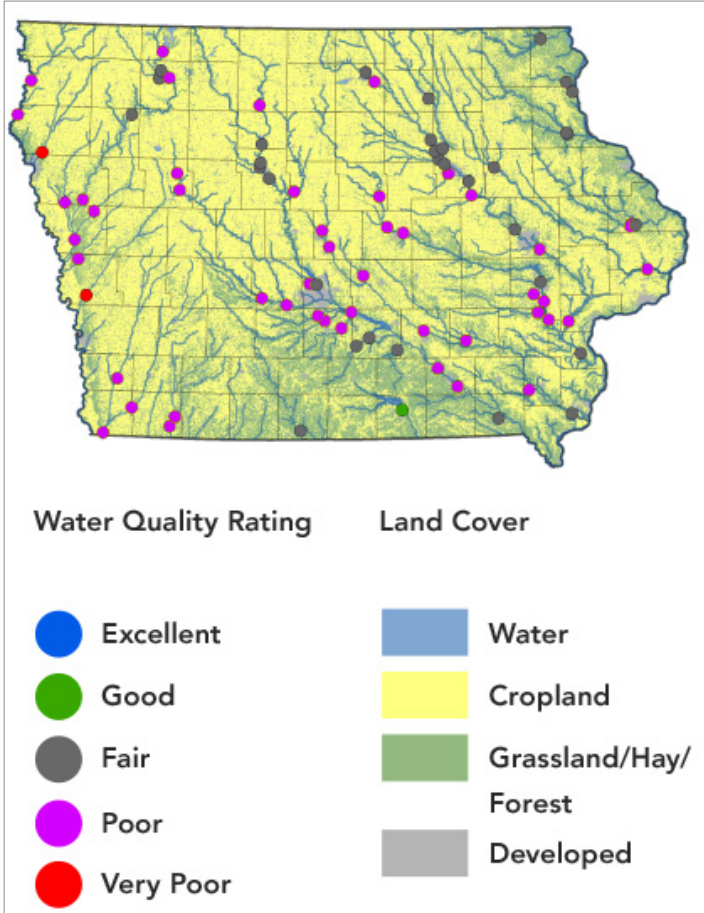 Water Quality Rating
Excellent
Good
Fair
Poor
Very Poor
Land Cover
Water
Cropland
Grassland/Hay/
Forest
Developed